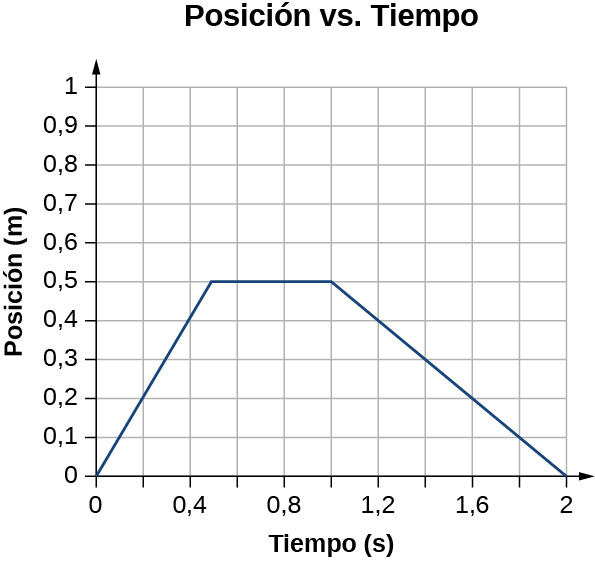 Posición vs. Tiempo
1
0,9
0,8
0,7
0,6
0,5
0,4
0,3
0,2
0,1
0
Posición (m)
0 0,4 0,8 1,2 1,6 2
Tiempo (s)